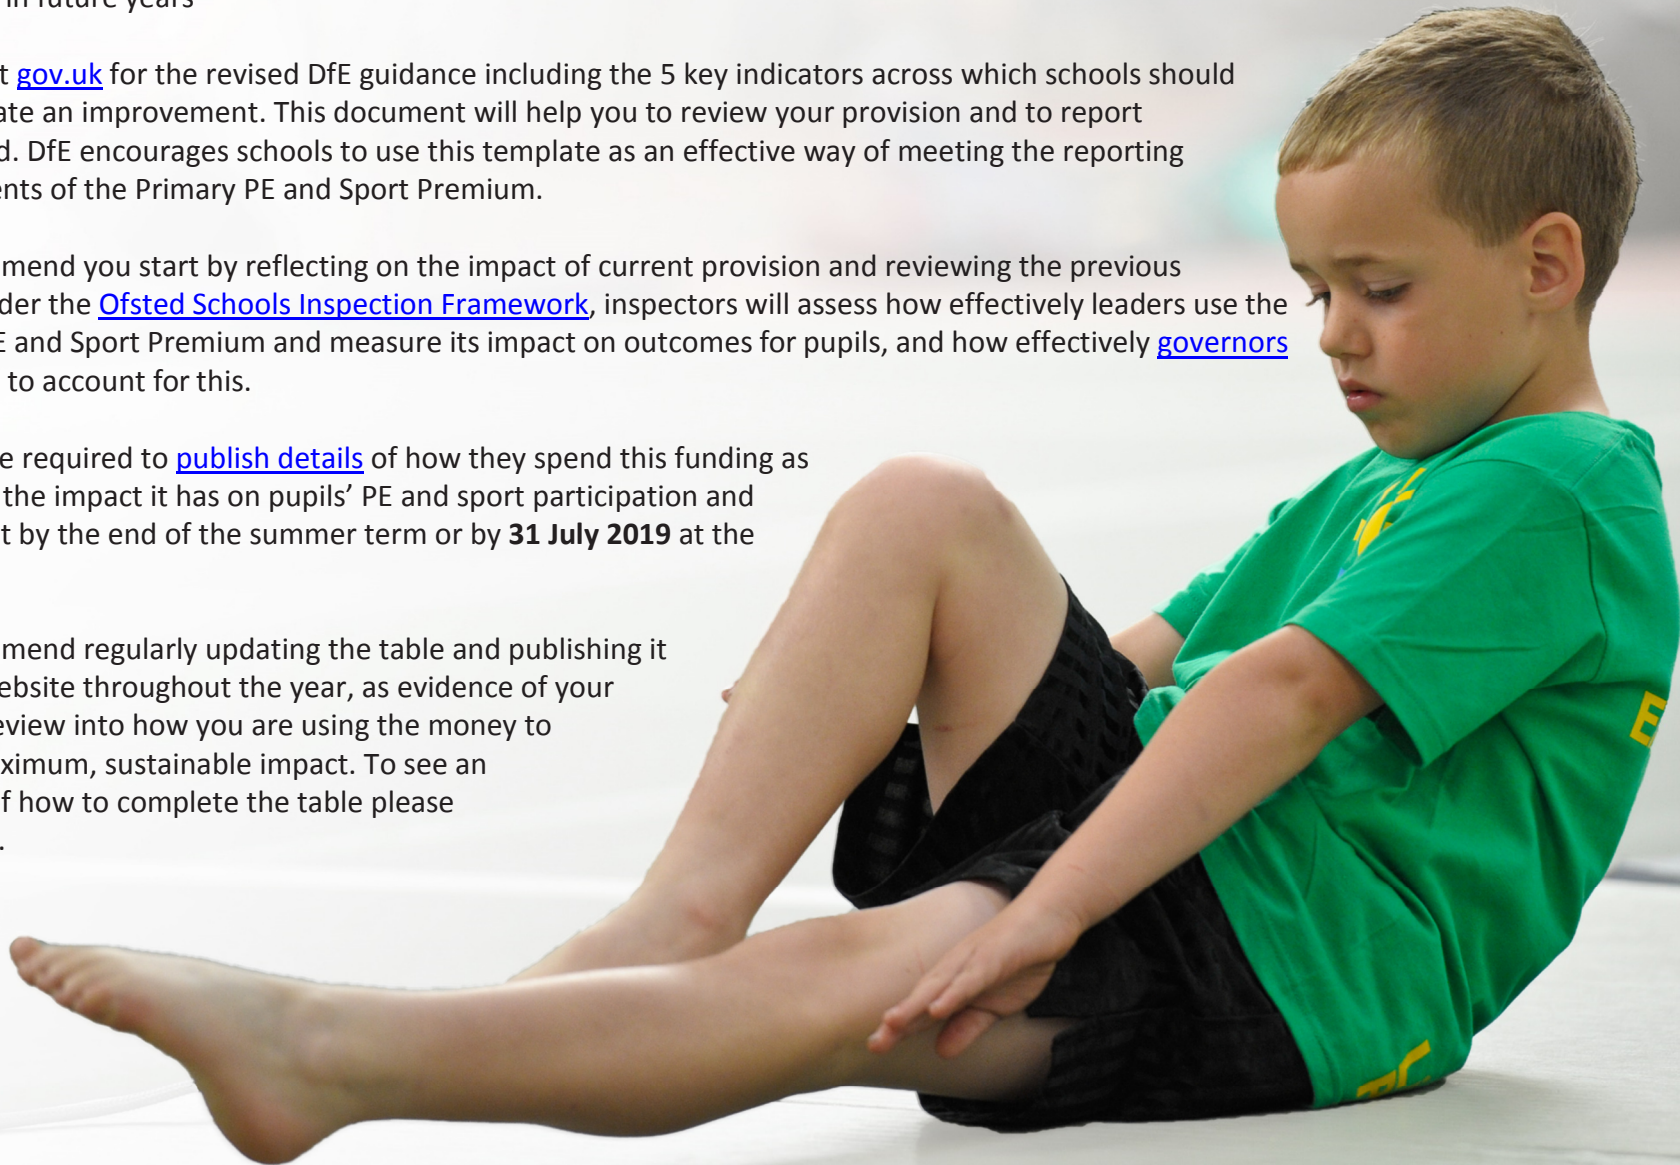 in future years
t gov.uk for the revised DfE guidance including the 5 key indicators across which schools should
ate an improvement. This document will help you to review your provision and to report
d. DfE encourages schools to use this template as an effective way of meeting the reporting
ents of the Primary PE and Sport Premium.
mend you start by reflecting on the impact of current provision and reviewing the previous
der the Ofsted Schools Inspection Framework, inspectors will assess how effectively leaders use the
E and Sport Premium and measure its impact on outcomes for pupils, and how effectively governors
to account for this.
e required to publish details of how they spend this funding as
the impact it has on pupils’ PE and sport participation and
t by the end of the summer term or by 31 July 2019 at the
mend regularly updating the table and publishing it
ebsite throughout the year, as evidence of your
eview into how you are using the money to
ximum, sustainable impact. To see an
f how to complete the table please
.